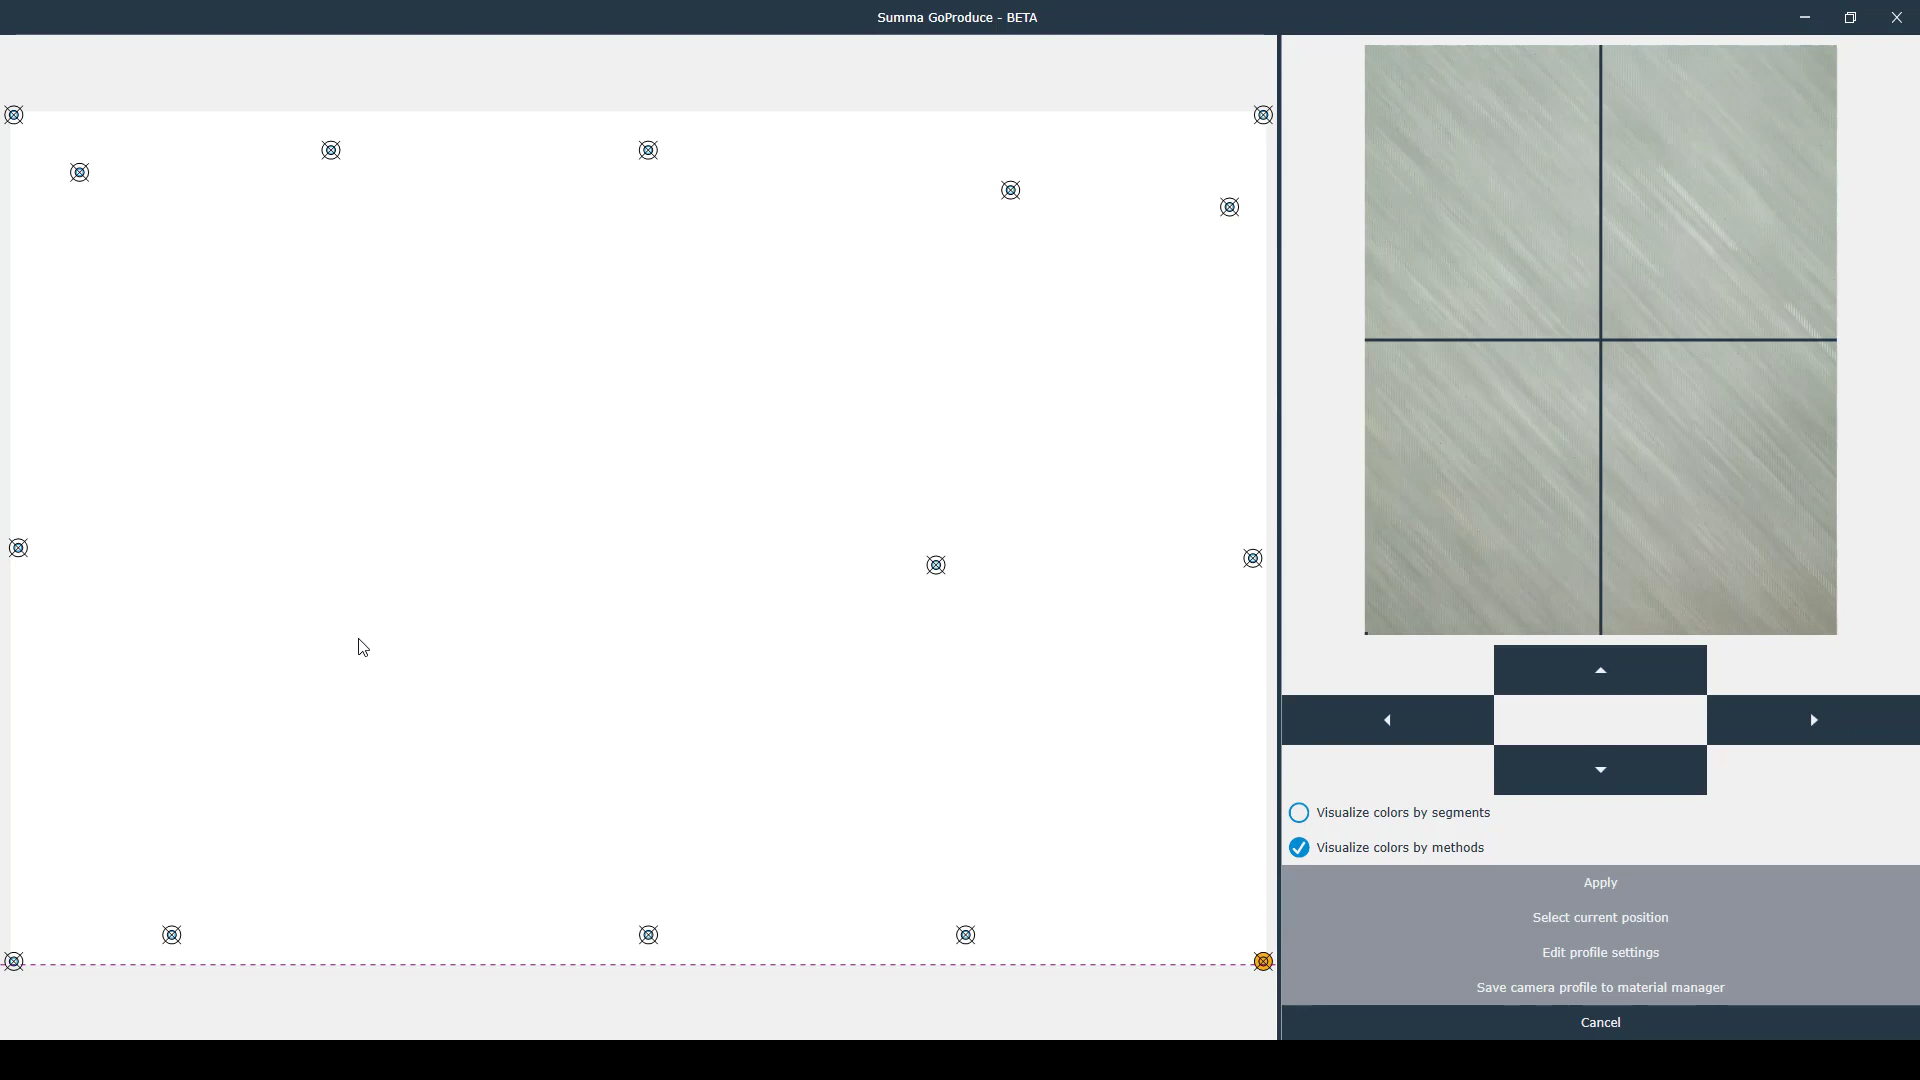 Summa GoProduce - BETA
Visualize colors by segments
Visualize colors by methods
Apply
Select current position
Edit profile settings
Save camera profile to material manager
Cancel